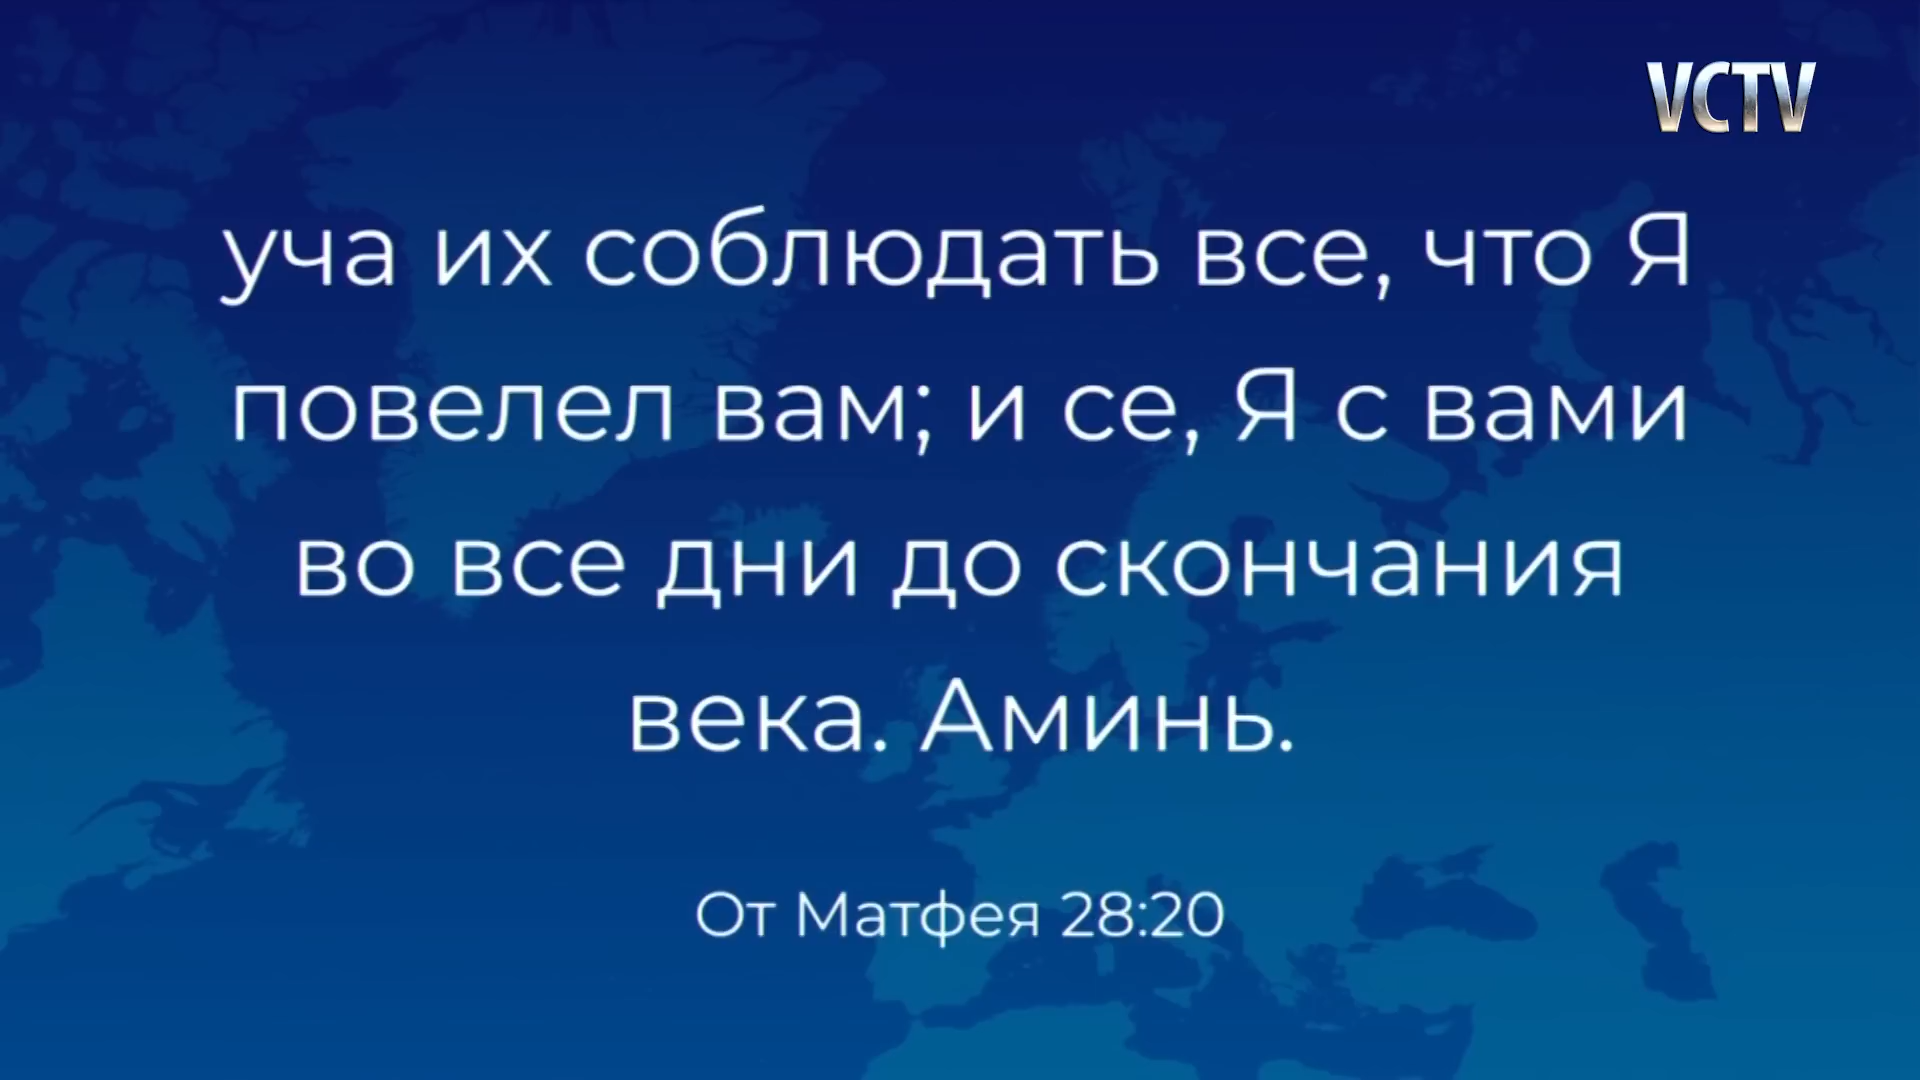 VCTV
уча их соблюдать все, что Я
повелел вам; и се, Я с вами
во все дни до скончания
века. Аминь.
От Матфея 28:20